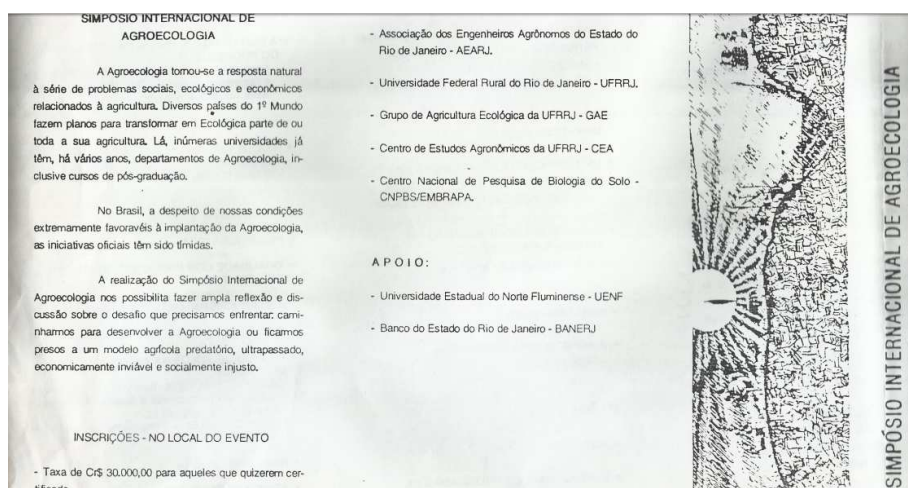 SIMPÓSIO INTERNACIONAL DE
AGROECOLOGIA
A Agroecologia tornou-se a resposta natural
à série de problemas sociais, ecológicos e econômicos
relacionados à agricultura. Diversos países do 1º Mundo
fazem planos para transformar em Ecológica parte de ou
toda a sua agricultura. Lá, inúmeras universidades já
têm, há vários anos, departamentos de Agroecologia, in-
clusive cursos de pós-graduação.
No Brasil, a despeito de nossas condições
extremamente favoravéis à implantação da Agroecologia,
as iniciativas oficiais têm sido tímidas.
A realização do Simpósio Internacional de
Agroecologia nos possibilita fazer ampla reflexão e dis-
cussão sobre o desafio que precisamos enfrentar: cami-
nharmos para desenvolver a Agroecologia ou ficarmos
presos a um modelo agrícola predatório, ultrapassado,
economicamente inviável e socialmente injusto.
INSCRIÇÕES - NO LOCAL DO EVENTO
- Taxa de Cr$ 30.000,00 para aqueles que quizerem cer-
- Associação dos Engenheiros Agrônomos do Estado do
Rio de Janeiro - AEARJ.
- Universidade Federal Rural do Rio de Janeiro - UFRRJ.
- Grupo de Agricultura Ecológica da UFRRJ - GAE
- Centro de Estudos Agronômicos da UFRRJ - CEA
- Centro Nacional de Pesquisa de Biologia do Solo -
CNPBS/EMBRAPA.
APOIO:
- Universidade Estadual do Norte Fluminense - UENF
- Banco do Estado do Rio de Janeiro - BANERJ
SIMPÓSIO INTERNACIONAL DE AGROECOLOGIA